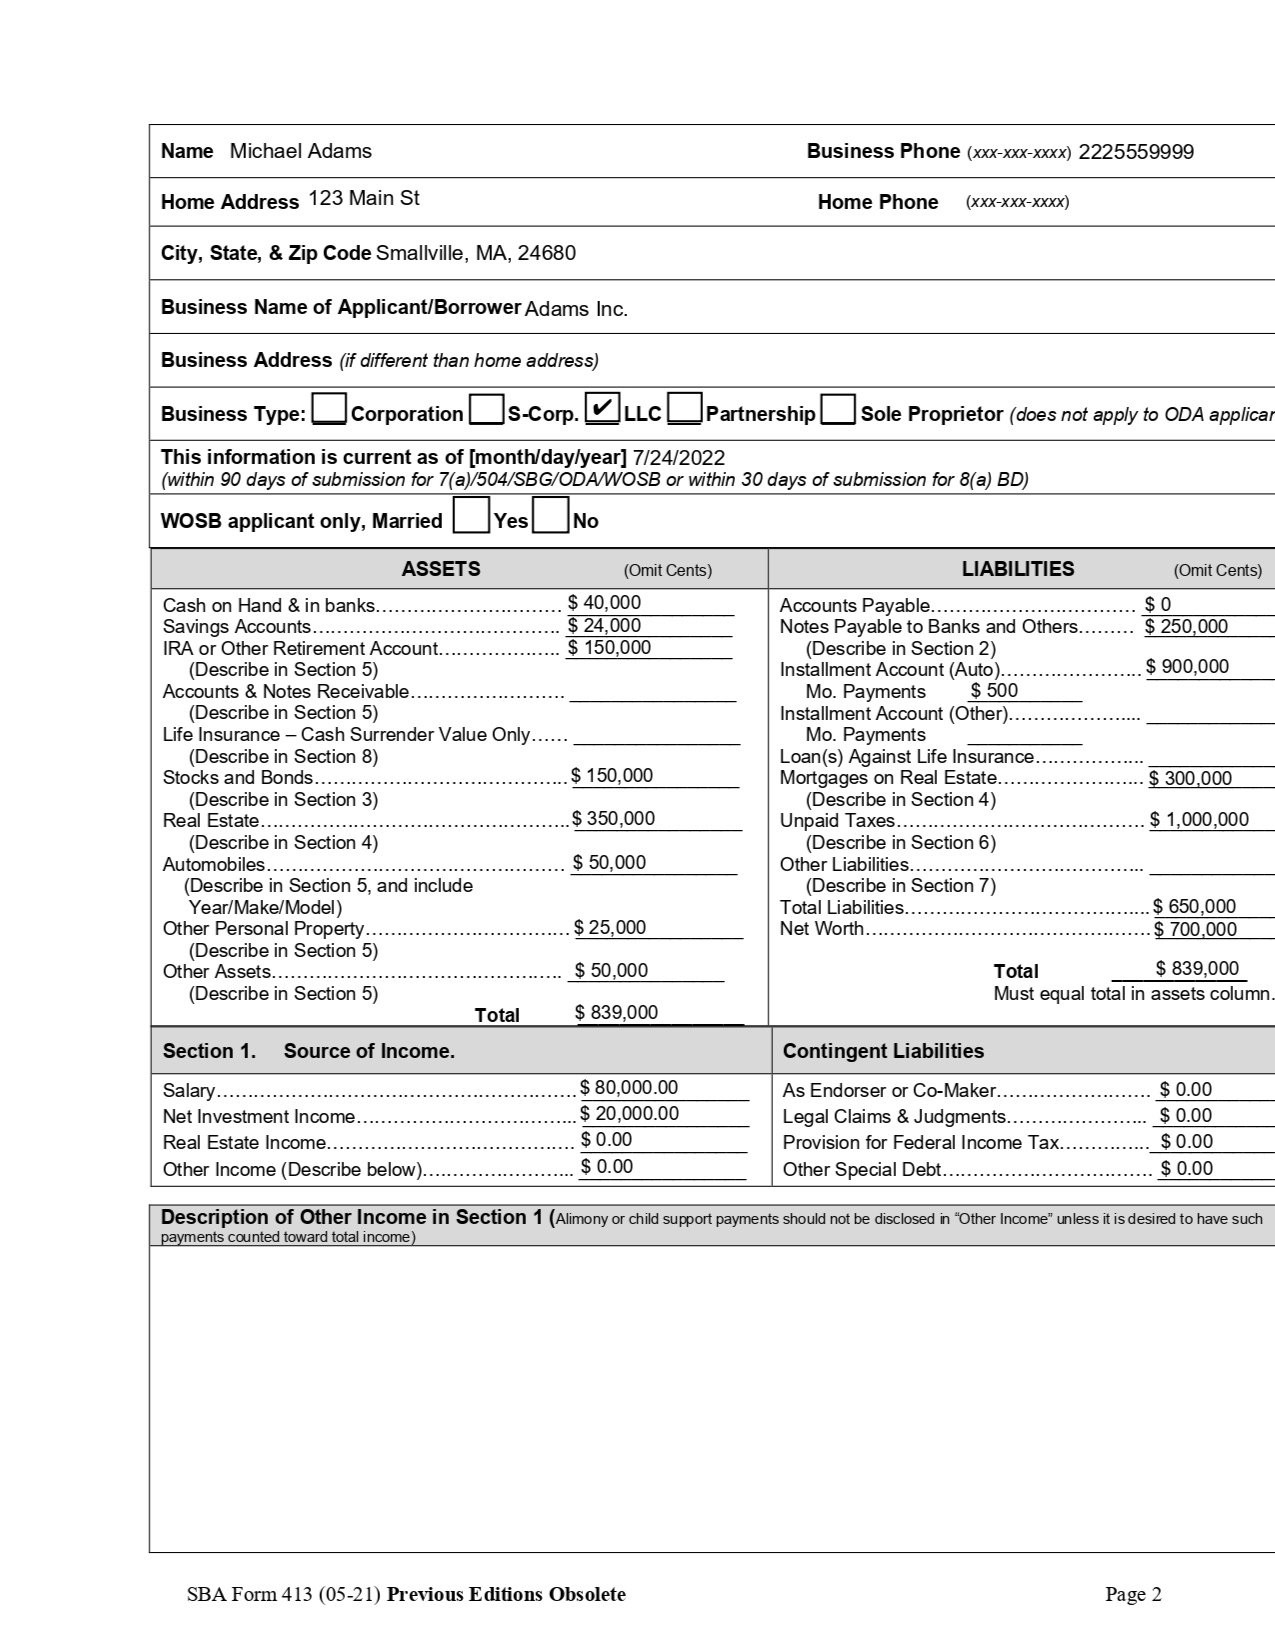 Name Michael Adams Business Phone (xxx-xxx-xxxx) 2225559999
Home Address 123 Main St Home Phone (xxx-xxx-xxxx)
City, State, & Zip Code Smallville, MA, 24680
Business Name of Applicant/Borrower Adams Inc.
Business Address (if different than home address)
Business Type: Corporation S-Corp. ✔ LLC Partnership Sole Proprietor (does not apply to ODA applican
This information is current as of [month/day/year] 7/24/2022
(within 90 days of submission for 7(a)/504/SBG/ODA/WOSB or within 30 days of submission for 8(a) BD)
WOSB applicant only, Married Yes No
ASSETS (Omit Cents) LIABILITIES (Omit Cents)
Cash on Hand & in banks………………………… $ 40,000 Accounts Payable…………………………… $ 0
Savings Accounts…………………………………. $ 24,000 Notes Payable to Banks and Others……… $ 250,000
IRA or Other Retirement Account………………. $ 150,000 (Describe in Section 2)
(Describe in Section 5) Installment Account (Auto)…………………. $ 900,000
Accounts & Notes Receivable…………………… Mo. Payments $ 500
(Describe in Section 5) Installment Account (Other)………………...
Life Insurance – Cash Surrender Value Only…… Mo. Payments
(Describe in Section 8) Loan(s) Against Life Insurance……………..
Stocks and Bonds…………………………………. $ 150,000 Mortgages on Real Estate…………………. $ 300,000
(Describe in Section 3) (Describe in Section 4)
Real Estate………………………………………. $ 350,000 Unpaid Taxes………………………………. $ 1,000,000
(Describe in Section 4) (Describe in Section 6)
Automobiles……………………………………… $ 50,000 Other Liabilities……………………………..
(Describe in Section 5, and include (Describe in Section 7)
Year/Make/Model) Total Liabilities……………………………….. $ 650,000
Other Personal Property………………………… $ 25,000 Net Worth…………………………………… $ 700,000
(Describe in Section 5)
Other Assets……………………………………. $ 50,000 Total $ 839,000
(Describe in Section 5) Must equal total in assets column.
Total $ 839,000
Section 1. Source of Income. Contingent Liabilities
Salary……………………………………………… $ 80,000.00 As Endorser or Co-Maker…………………. $ 0.00
Net Investment Income…………………………... $ 20,000.00 Legal Claims & Judgments……………….. $ 0.00
Real Estate Income………………………………. $ 0.00 Provision for Federal Income Tax………… $ 0.00
Other Income (Describe below)………………... $ 0.00 Other Special Debt………………………… $ 0.00
Description of Other Income in Section 1 (Alimony or child support payments should not be disclosed in “Other Income” unless it is desired to have such
payments counted toward total income)
SBA Form 413 (05-21) Previous Editions Obsolete Page 2